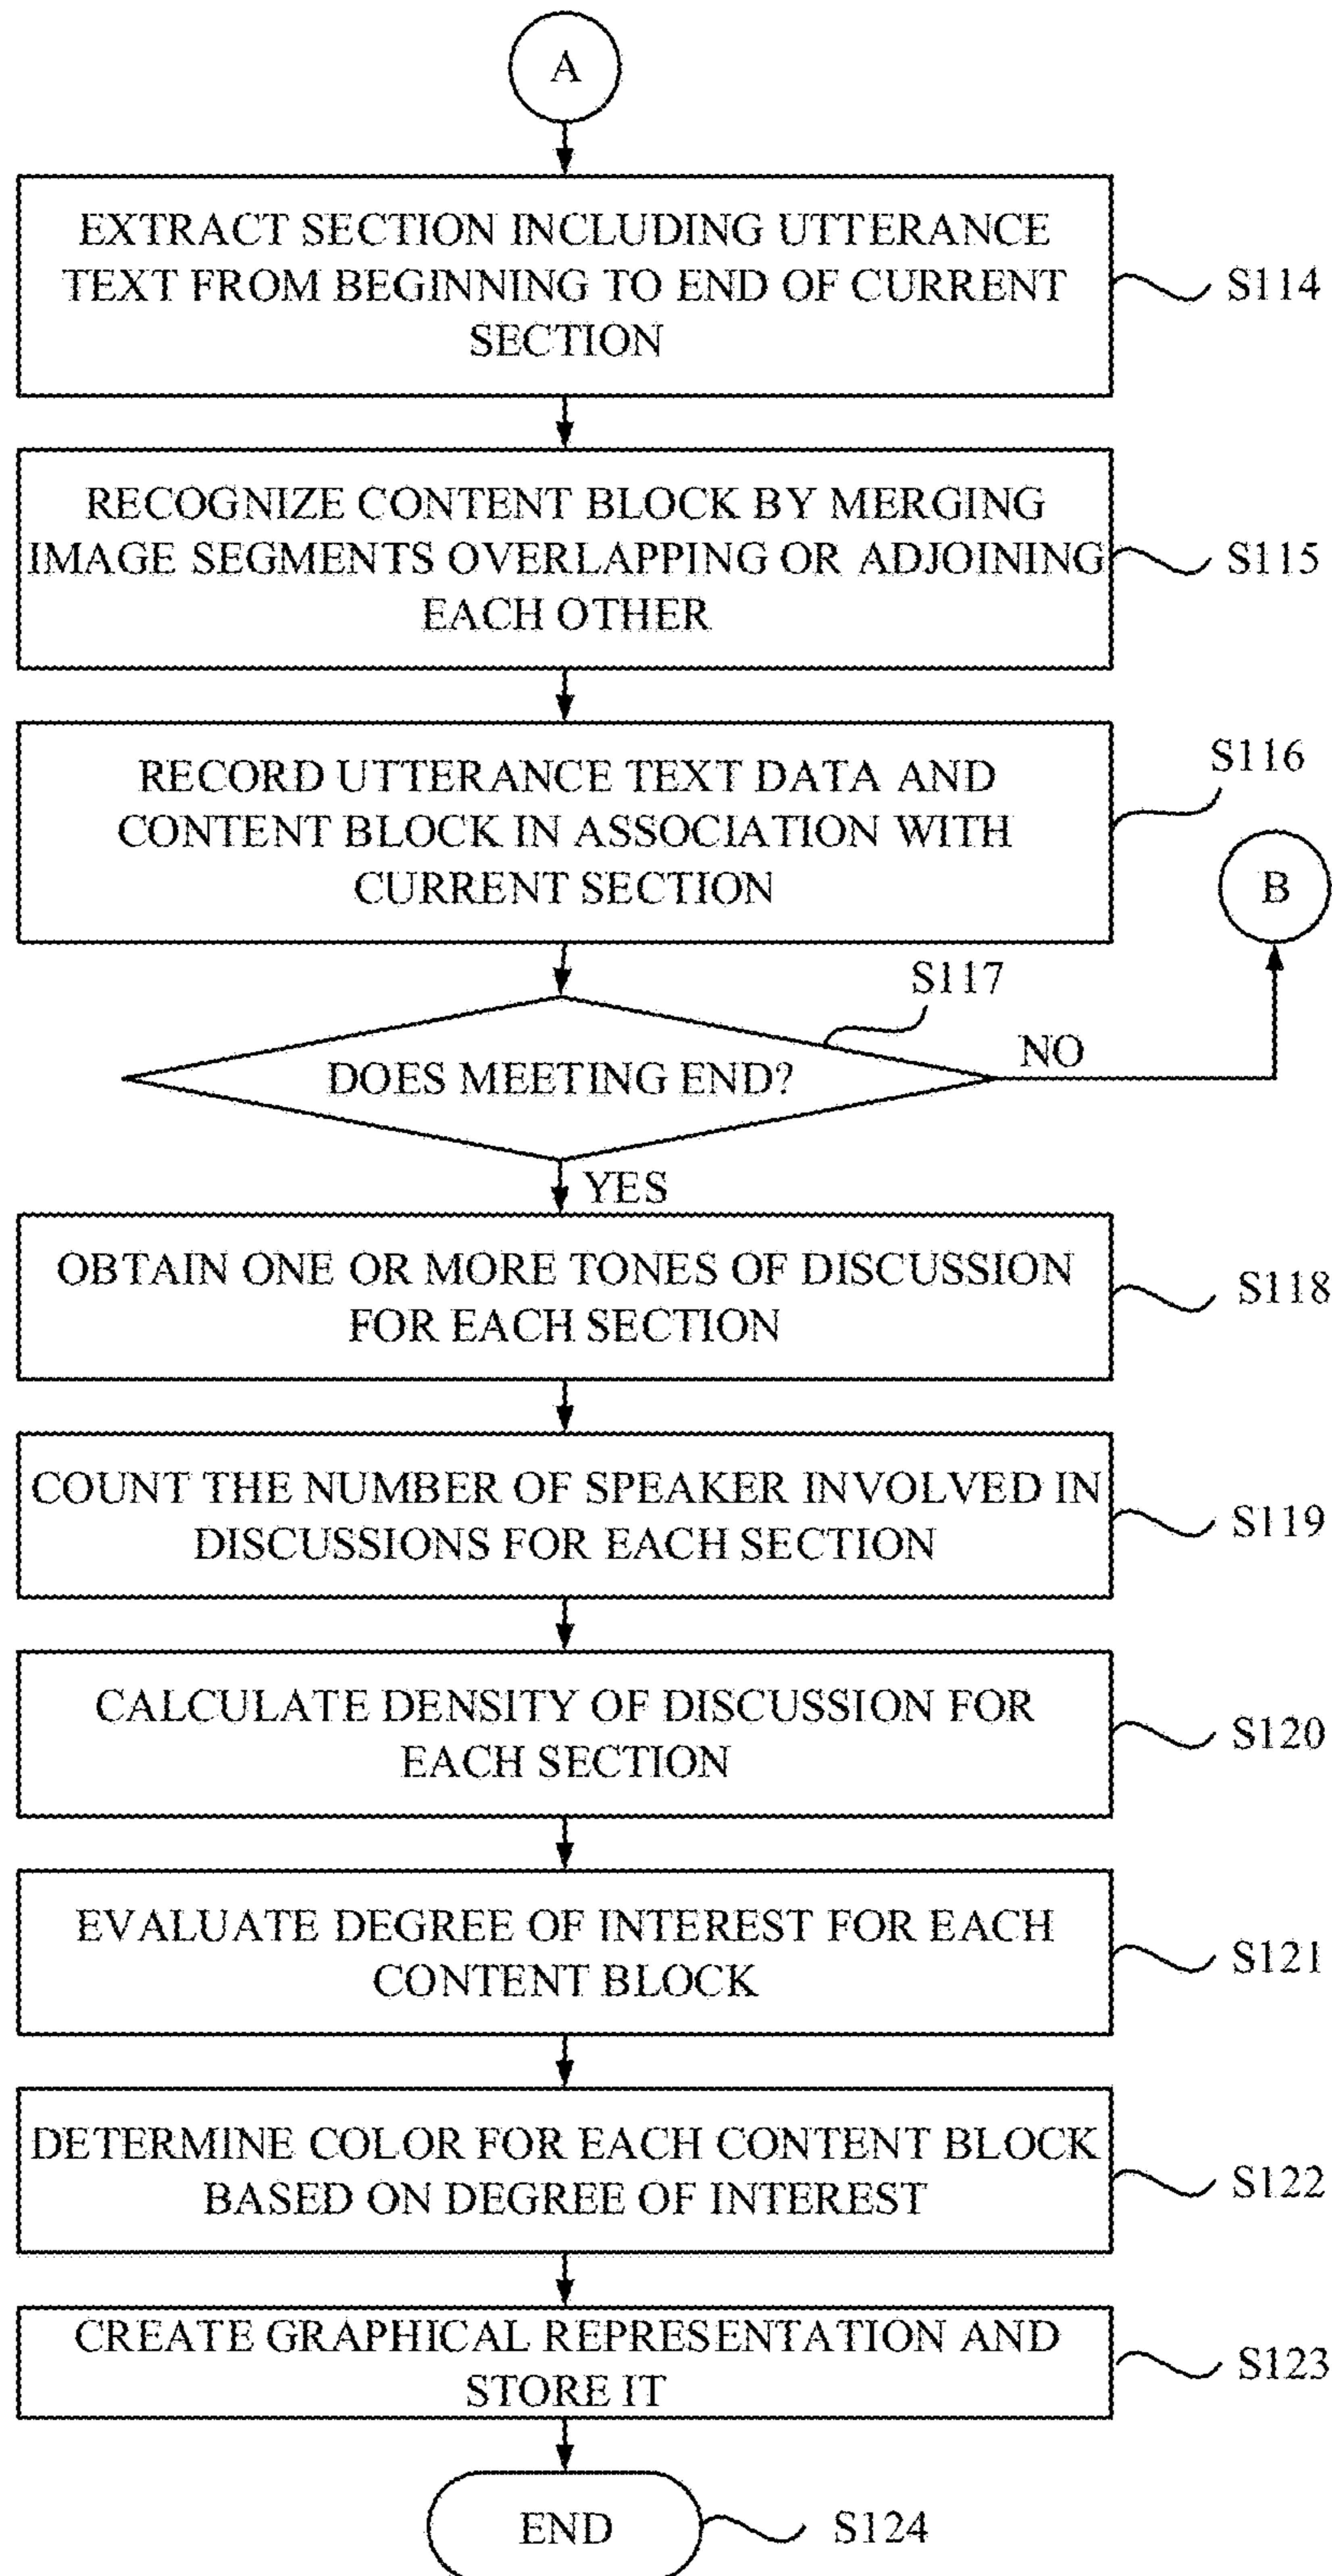 A
EXTRACT SECTION INCLUDING UTTERANCE
TEXT FROM BEGINNING TO END OF CURRENT
SECTION
S114
RECOGNIZE CONTENT BLOCK BY MERGING
IMAGE SEGMENTS OVERLAPPING OR ADJOINING
EACH OTHER
S115
RECORD UTTERANCE TEXT DATA AND
CONTENT BLOCK IN ASSOCIATION WITH
CURRENT SECTION
S116
B
S117
DOES MEETING END?
NO
YES
OBTAIN ONE OR MORE TONES OF DISCUSSION
FOR EACH SECTION
S118
COUNT THE NUMBER OF SPEAKER INVOLVED IN
DISCUSSIONS FOR EACH SECTION
S119
CALCULATE DENSITY OF DISCUSSION FOR
EACH SECTION
S120
EVALUATE DEGREE OF INTEREST FOR EACH
CONTENT BLOCK
S121
DETERMINE COLOR FOR EACH CONTENT BLOCK
BASED ON DEGREE OF INTEREST
S122
CREATE GRAPHICAL REPRESENTATION AND
STORE IT
S123
END
S124